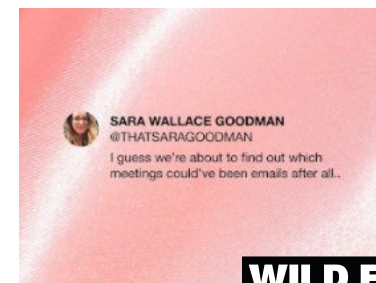 SARA WALLACE GOODMAN
@THATSARAGOODMAN
I guess we're about to find out which
meetings could've been emails after all..
WILD